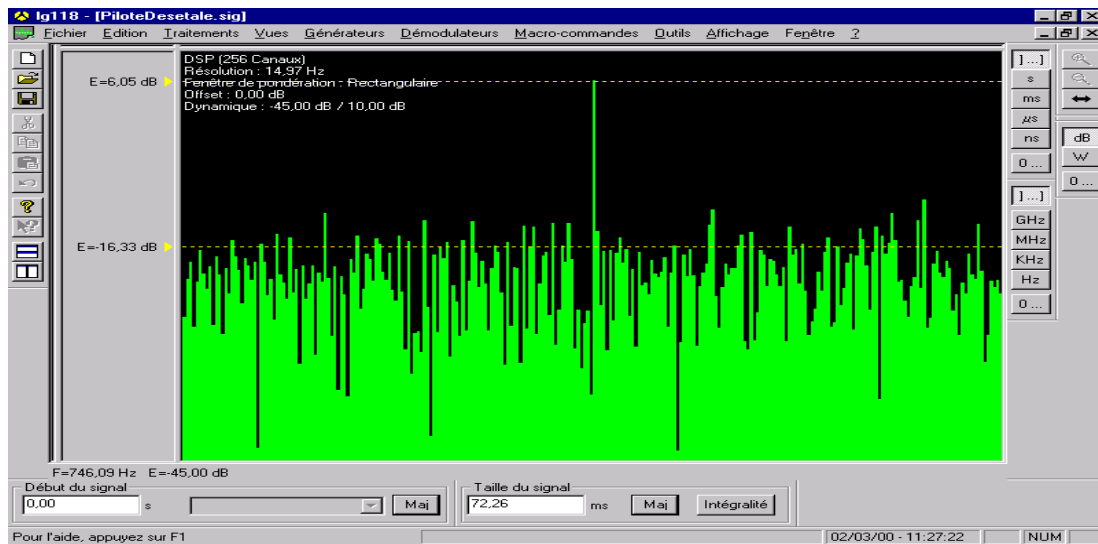 lg118 - [PiloteDesetale.sig]
Fichier Edition Traitements Vues Générateurs Démodulateurs Macro-commandes Outils Affichage Fenêtre ?
DSP (256 Canaux)
Résolution : 14,97 Hz
Fenêtre de pondération : Rectangulaire
Offset : 0,00 dB
Dynamique : -45,00 dB / 10,00 dB
E=6,05 dB
E=-16,33 dB
]...]
s
ms
µs
ns
0...
]...]
GHz
MHz
KHz
Hz
0...
dB
W
0...
F=746,09 Hz E=-45,00 dB
Début du signal
0,00 s Maj
Taille du signal
72,26 ms Maj Intégralité
Pour l'aide, appuyez sur F1
02/03/00 - 11:27:22 NUM